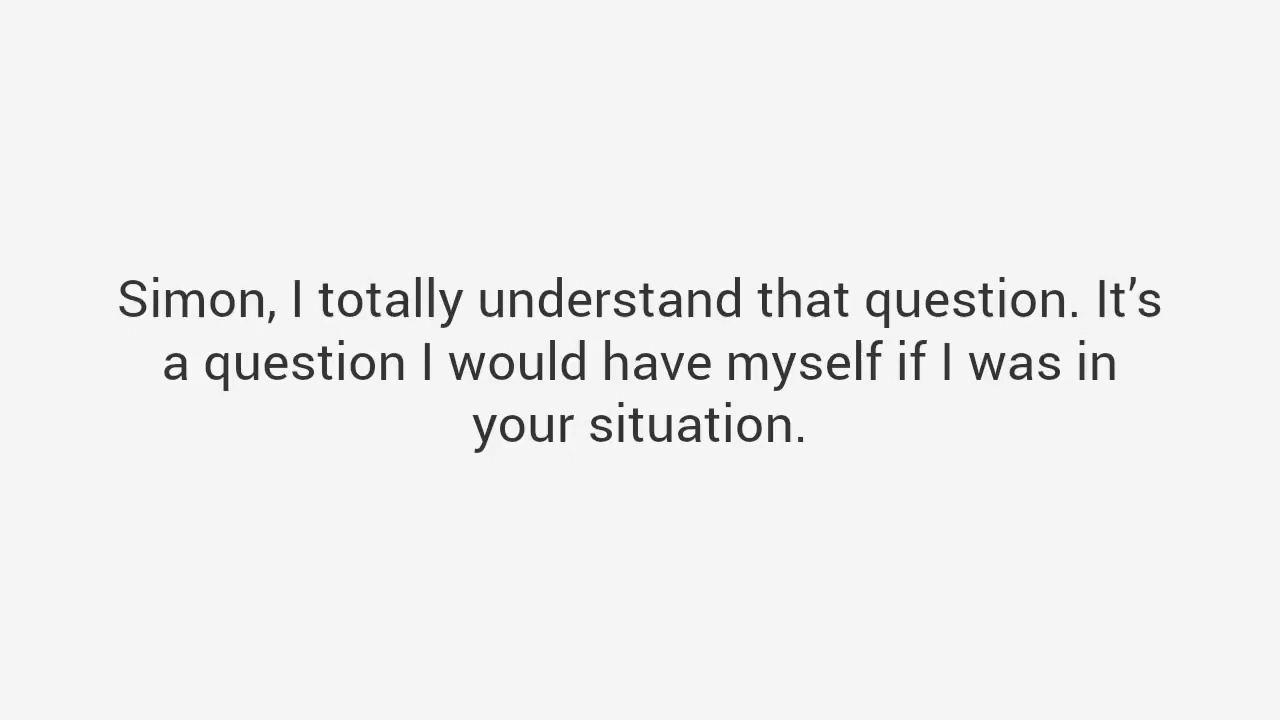 Simon, I totally understand that question. It’s
a question I would have myself if I was in
your situation.